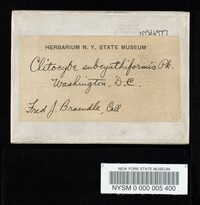 NYS16977
HERBARIUM N. Y. STATE MUSEUM
Clitocybe subcyathiformis Pk.
Washington, D.C.
Fred J. Braendle, Coll.
NEW YORK STATE MUSEUM
NYSM 0 000 005 400